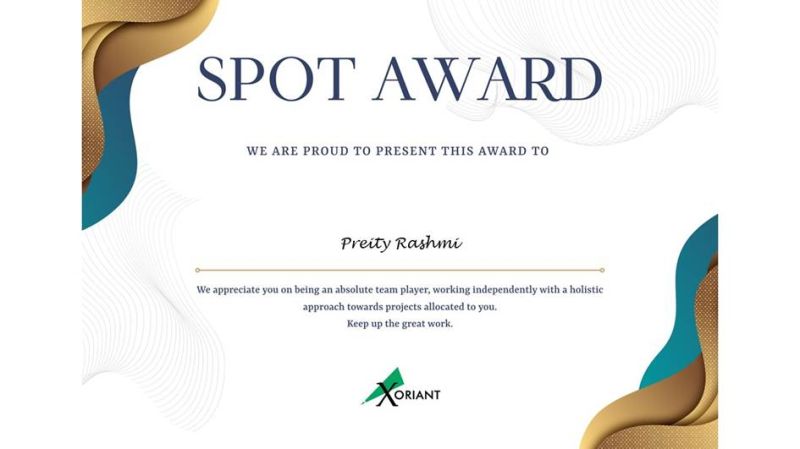 SPOT AWARD
WE ARE PROUD TO PRESENT THIS AWARD TO
Preity Rashmi
We appreciate you on being an absolute team player, working independently with a holistic
approach towards projects allocated to you.
Keep up the great work.
XORIANT